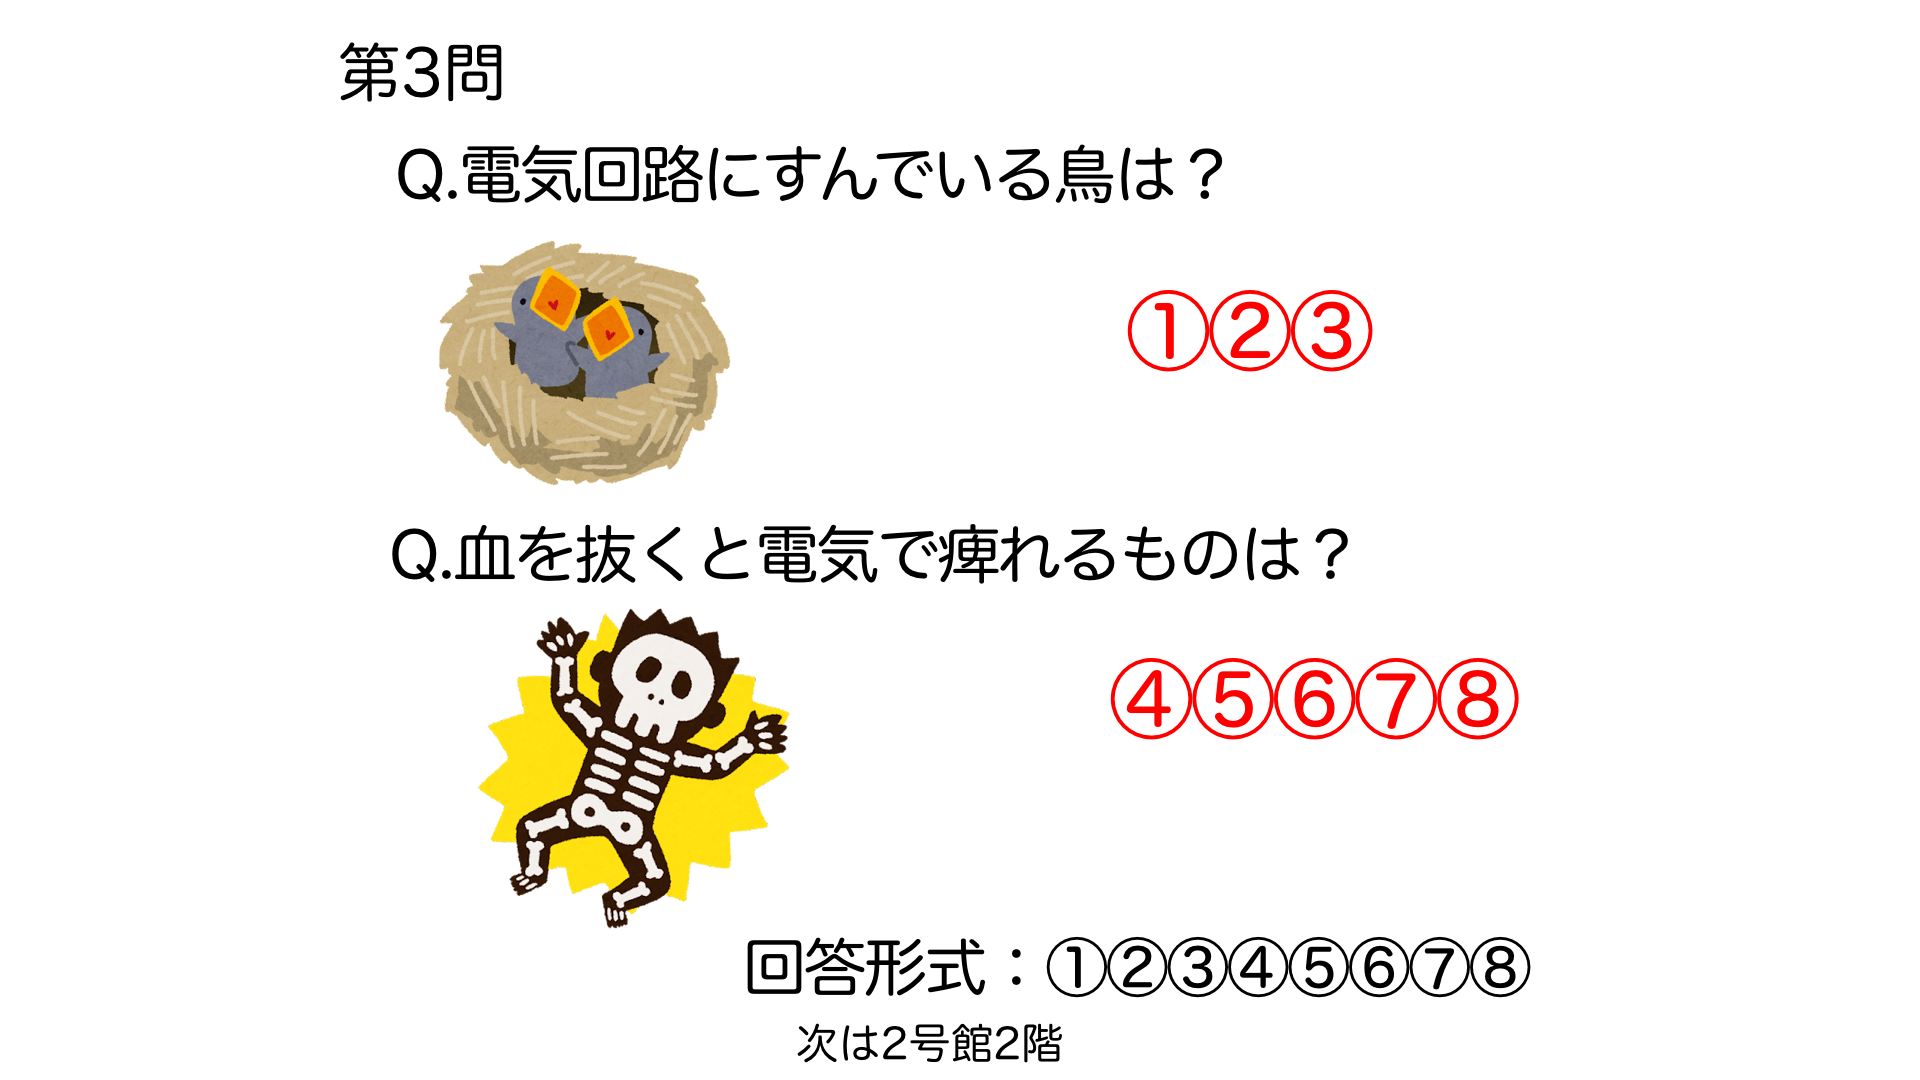 第3問
Q.電気回路にすんでいる鳥は？
①②③
Q.血を抜くと電気で痺れるものは？
④⑤⑥⑦⑧
回答形式：①②③④⑤⑥⑦⑧
次は2号館2階